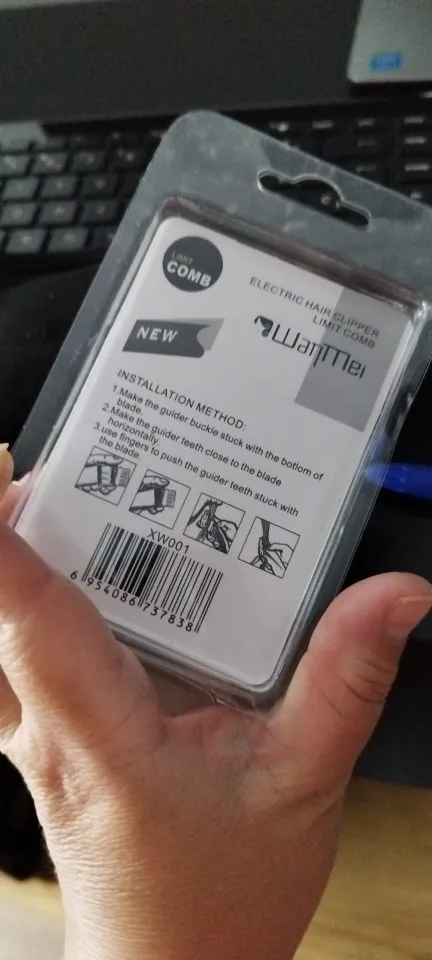 LIMIT
COMB
ELECTRIC HAIR CLIPPER
LIMIT COMB
NEW
WanMei
INSTALLATION METHOD:
1.Make the guider buckle stuck with the bottom of
blade.
2.Make the guider teeth close to the blade
horizontally.
3.use fingers to push the guider teeth stuck with
the blade.
XW001
6 954086 737838